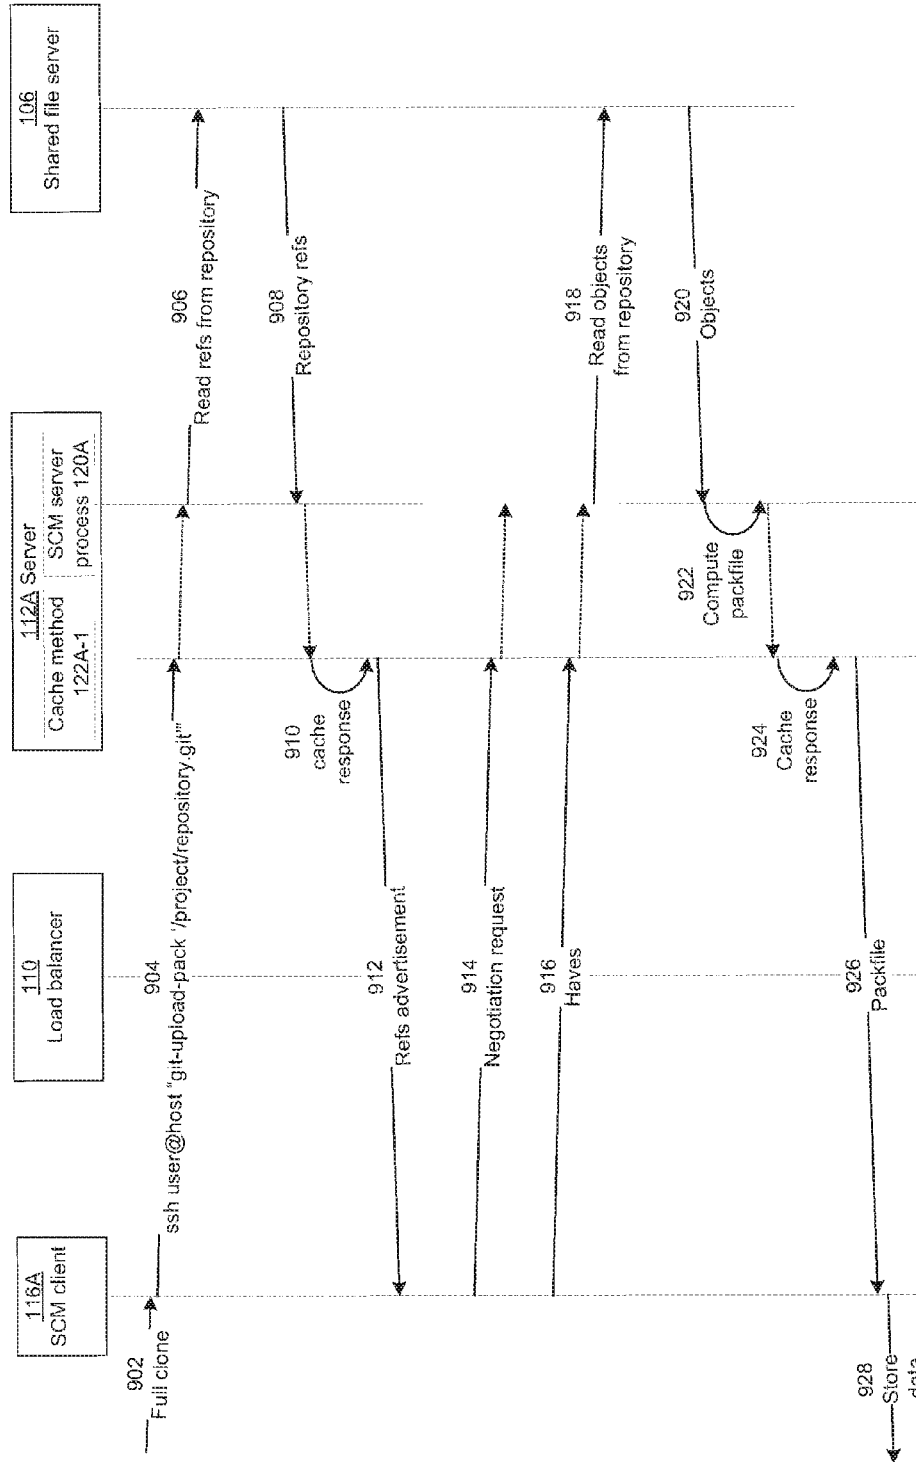 116A
SCM client
110
Load balancer
112A Server
Cache method
122A-1
SCM server
process 120A
106
Shared file server
902
Full clone
904
ssh user@host "git-upload-pack '/project/repository.git'"
906
Read refs from repository
908
Repository refs
910
cache
response
912
Refs advertisement
914
Negotiation request
916
Haves
918
Read objects
from repository
920
Objects
922
Compute
packfile
924
Cache
response
926
Packfile
928
Store
data